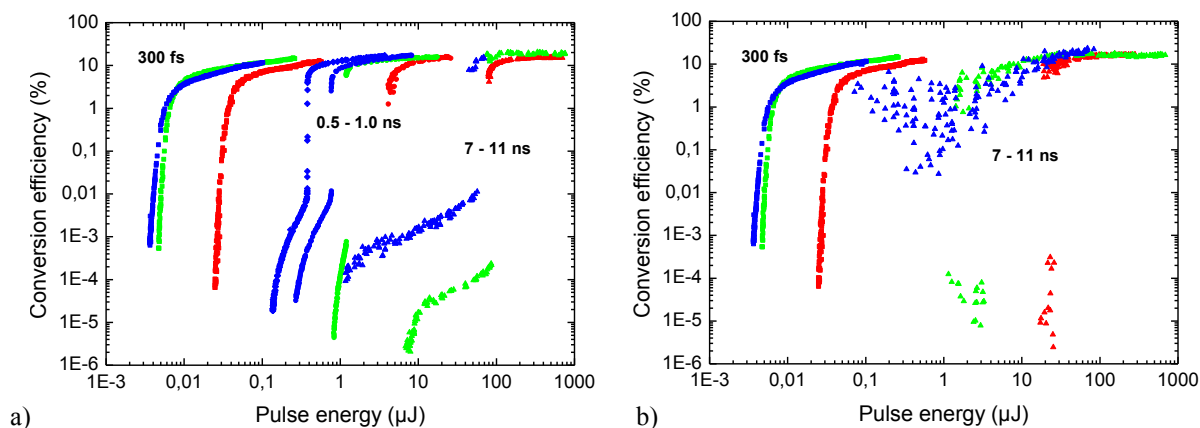 100
10
1
0,1
0,01
1E-3
1E-4
1E-5
1E-6
Conversion efficiency (%)
300 fs
0.5 - 1.0 ns
7 - 11 ns
1E-3 0,01 0,1 1 10 100 1000
Pulse energy (µJ)
a)
100
10
1
0,1
0,01
1E-3
1E-4
1E-5
1E-6
Conversion efficiency (%)
300 fs
7 - 11 ns
1E-3 0,01 0,1 1 10 100 1000
Pulse energy (µJ)
b)